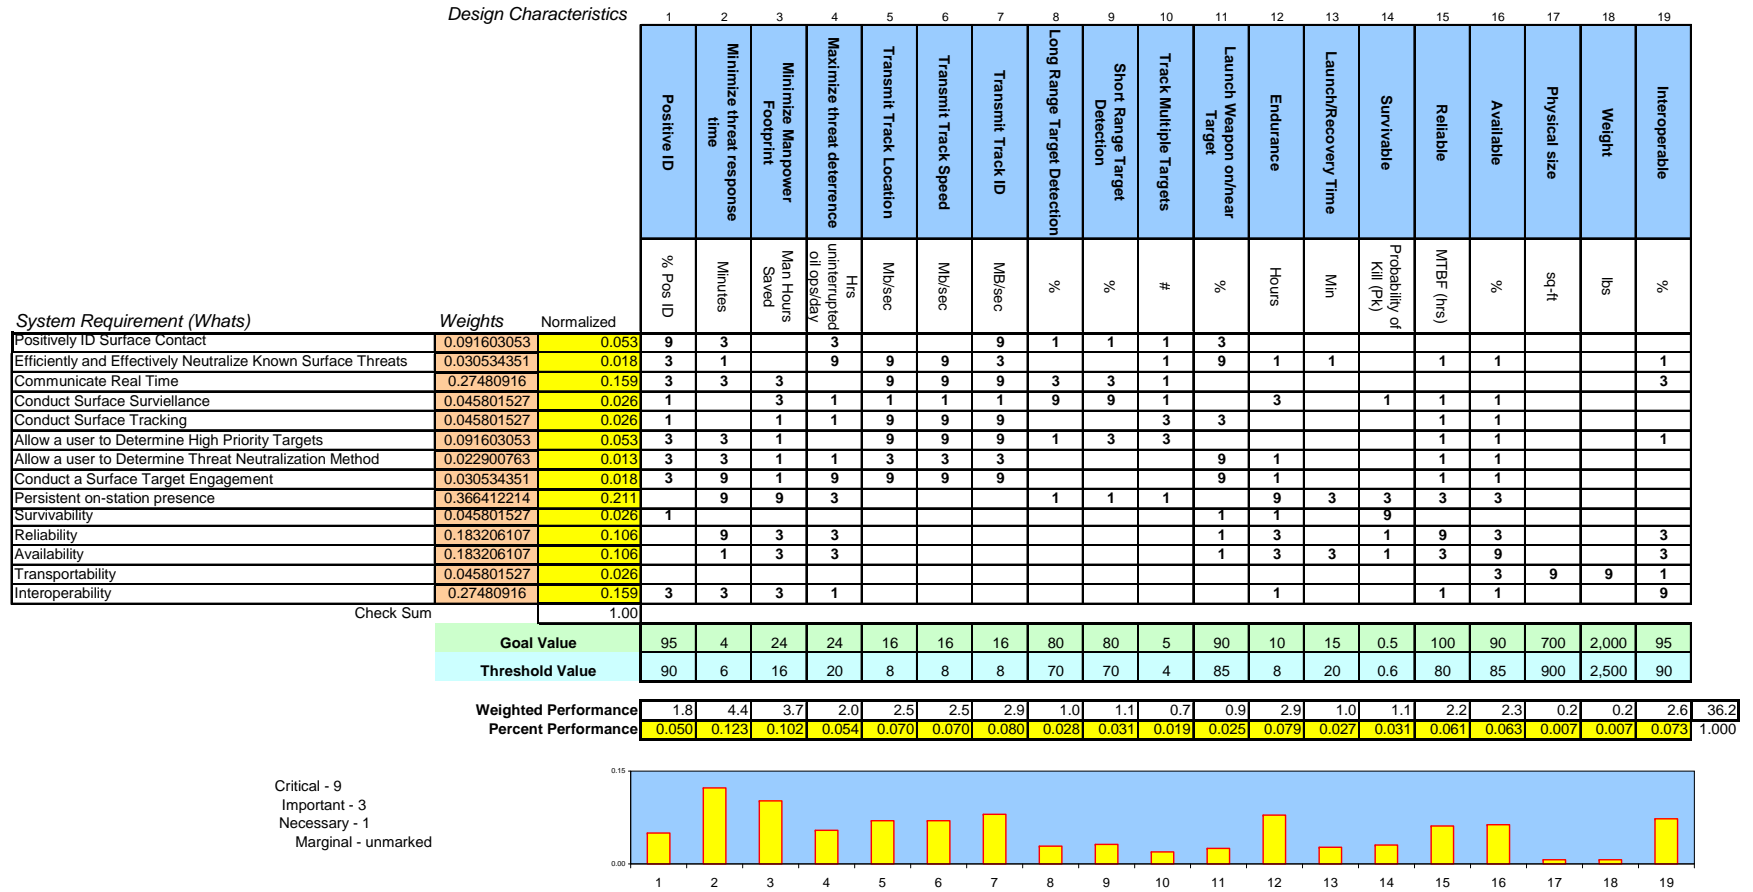 Design Characteristics 1 2 3 4 5 6 7 8 9 10 11 12 13 14 15 16 17 18 19
Positive ID
Minimize threat response time
Minimize Manpower Footprint
Maximize threat deterrence
Transmit Track Location
Transmit Track Speed
Transmit Track ID
Long Range Target Detection
Short Range Target Detection
Track Multiple Targets
Launch Weapon on/near Target
Endurance
Launch/Recovery Time
Survivable
Reliable
Available
Physical size
Weight
Interoperable
% Pos ID
Minutes
Man Hours Saved
Hrs uninterrupted oil ops/day
Mb/sec
Mb/sec
MB/sec
%
%
#
%
Hours
Min
Probability of Kill (Pk)
MTBF (hrs)
%
sq-ft
lbs
%
System Requirement (Whats) Weights Normalized
Positively ID Surface Contact 0.091603053 0.053 9 3 3 9 1 1 1 3
Efficiently and Effectively Neutralize Known Surface Threats 0.030534351 0.018 3 1 9 9 9 3 1 9 1 1 1 1 1
Communicate Real Time 0.27480916 0.159 3 3 3 9 9 9 3 3 1 3
Conduct Surface Surviellance 0.045801527 0.026 1 3 1 1 1 1 9 9 1 3 1 1 1
Conduct Surface Tracking 0.045801527 0.026 1 1 1 9 9 9 3 3 1 1
Allow a user to Determine High Priority Targets 0.091603053 0.053 3 3 1 9 9 9 1 3 3 1 1 1
Allow a user to Determine Threat Neutralization Method 0.022900763 0.013 3 3 1 1 3 3 3 9 1 1 1
Conduct a Surface Target Engagement 0.030534351 0.018 3 9 1 9 9 9 9 9 1 1 1
Persistent on-station presence 0.366412214 0.211 9 9 3 1 1 1 9 3 3 3 3
Survivability 0.045801527 0.026 1 1 1 9
Reliability 0.183206107 0.106 9 3 3 1 3 1 9 3 3
Availability 0.183206107 0.106 1 3 3 1 3 3 1 3 9 3
Transportability 0.045801527 0.026 3 9 9 1
Interoperability 0.27480916 0.159 3 3 3 1 1 1 1 9
Check Sum 1.00
Goal Value 95 4 24 24 16 16 16 80 80 5 90 10 15 0.5 100 90 700 2,000 95
Threshold Value 90 6 16 20 8 8 8 70 70 4 85 8 20 0.6 80 85 900 2,500 90
Weighted Performance 1.8 4.4 3.7 2.0 2.5 2.5 2.9 1.0 1.1 0.7 0.9 2.9 1.0 1.1 2.2 2.3 0.2 0.2 2.6 36.2
Percent Performance 0.050 0.123 0.102 0.054 0.070 0.070 0.080 0.028 0.031 0.019 0.025 0.079 0.027 0.031 0.061 0.063 0.007 0.007 0.073 1.000
Critical - 9
Important - 3
Necessary - 1
Marginal - unmarked
0.15
0.00
1 2 3 4 5 6 7 8 9 10 11 12 13 14 15 16 17 18 19